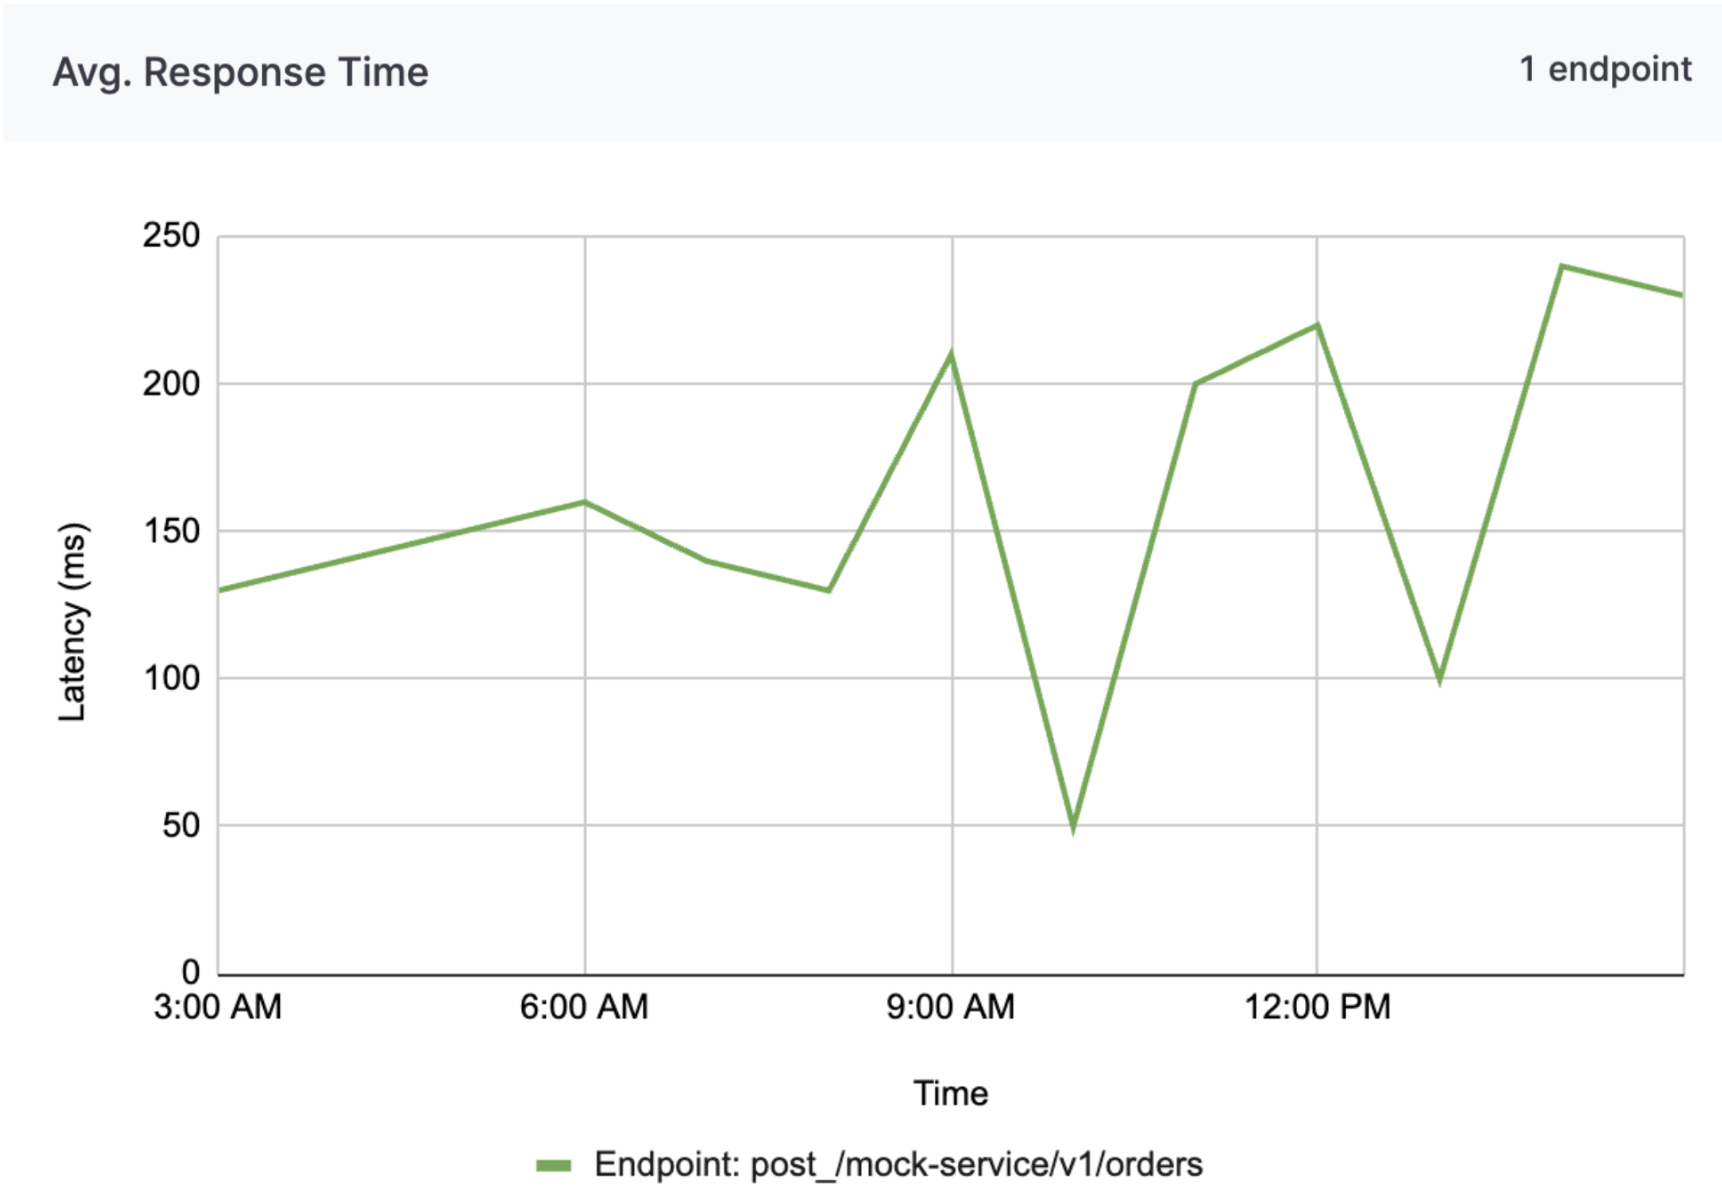 Avg. Response Time
1 endpoint
250
200
150
100
50
0
Latency (ms)
3:00 AM
6:00 AM
9:00 AM
12:00 PM
Time
Endpoint: post_/mock-service/v1/orders